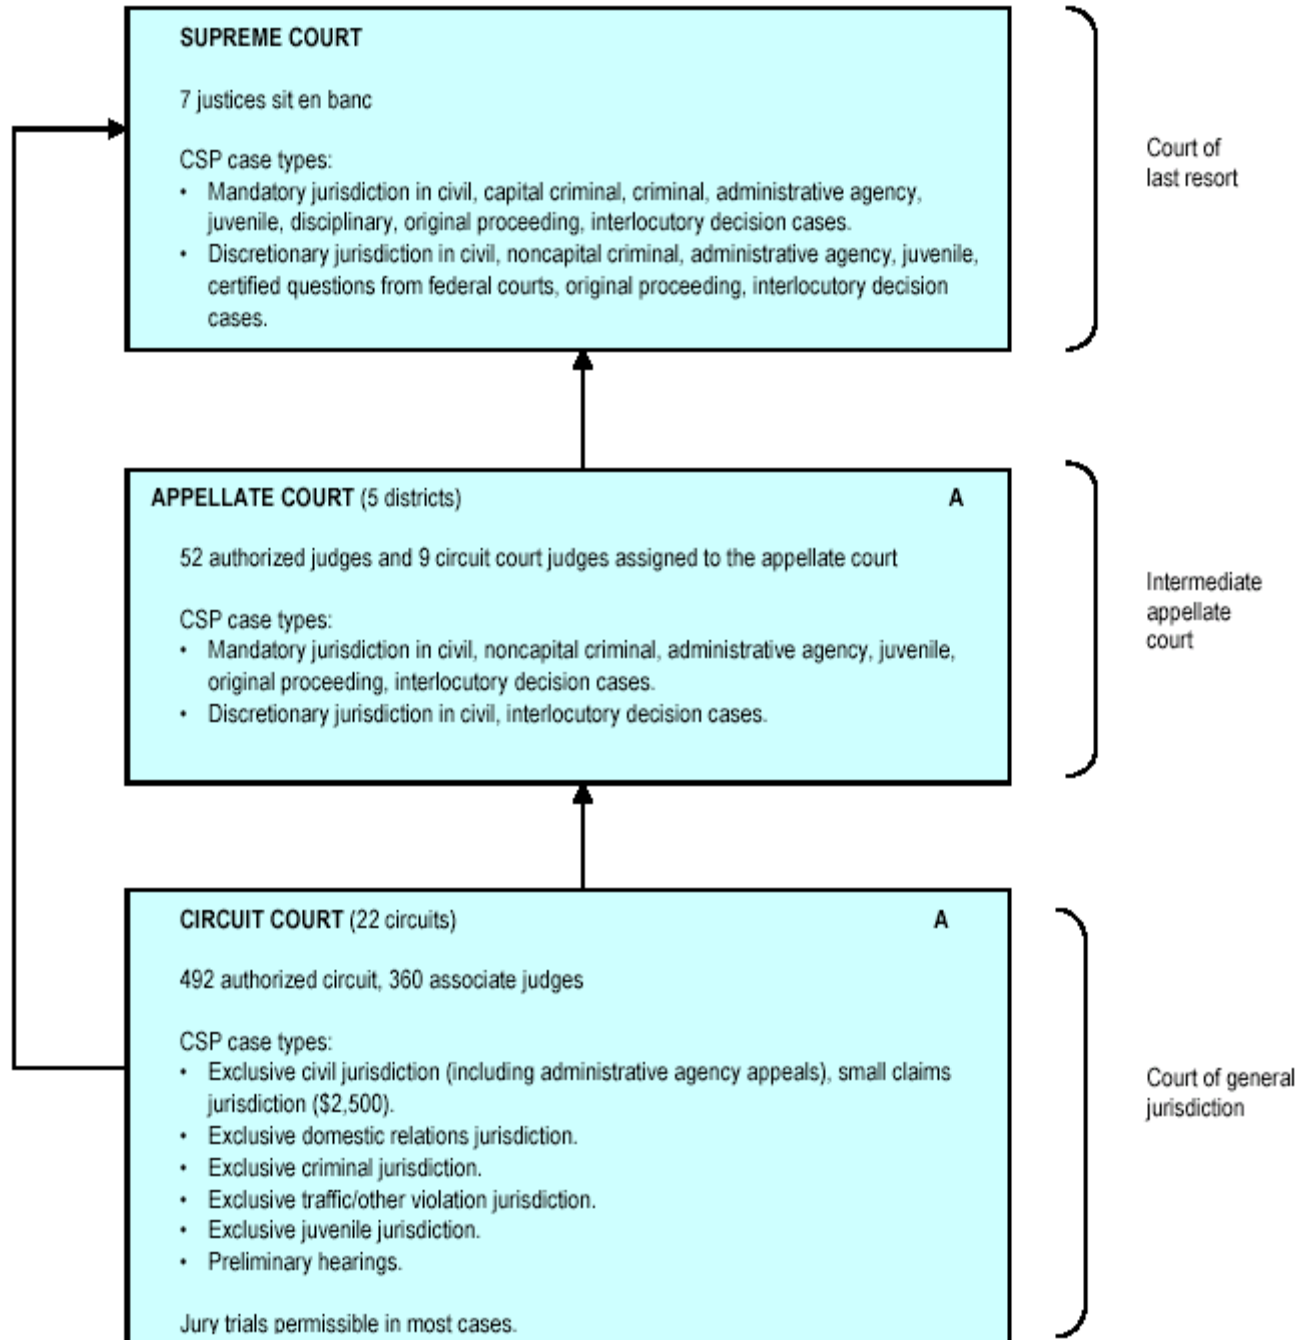 SUPREME COURT
7 justices sit en banc
CSP case types:
• Mandatory jurisdiction in civil, capital criminal, criminal, administrative agency,
juvenile, disciplinary, original proceeding, interlocutory decision cases.
• Discretionary jurisdiction in civil, noncapital criminal, administrative agency, juvenile,
certified questions from federal courts, original proceeding, interlocutory decision
cases.
Court of
last resort
APPELLATE COURT (5 districts) A
52 authorized judges and 9 circuit court judges assigned to the appellate court
CSP case types:
• Mandatory jurisdiction in civil, noncapital criminal, administrative agency, juvenile,
original proceeding, interlocutory decision cases.
• Discretionary jurisdiction in civil, interlocutory decision cases.
Intermediate
appellate
court
CIRCUIT COURT (22 circuits) A
492 authorized circuit, 360 associate judges
CSP case types:
• Exclusive civil jurisdiction (including administrative agency appeals), small claims
jurisdiction ($2,500).
• Exclusive domestic relations jurisdiction.
• Exclusive criminal jurisdiction.
• Exclusive traffic/other violation jurisdiction.
• Exclusive juvenile jurisdiction.
• Preliminary hearings.
Jury trials permissible in most cases.
Court of general
jurisdiction